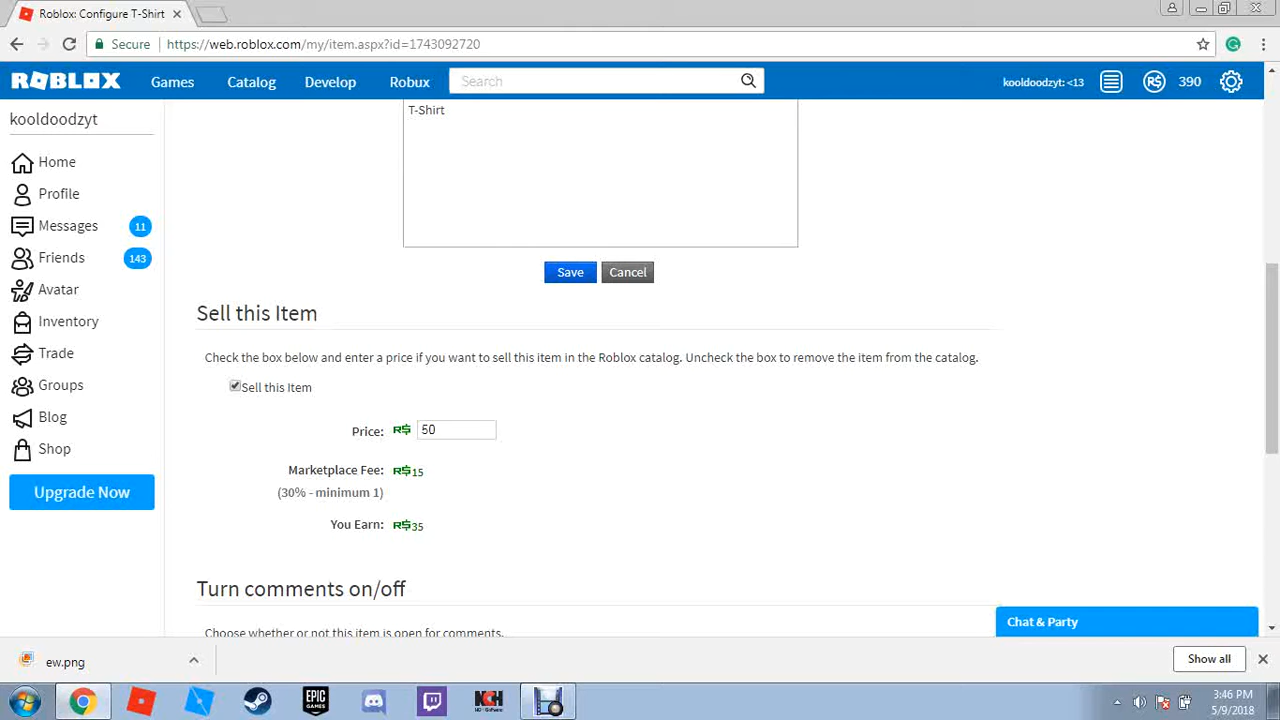 Roblox: Configure T-Shirt
Secure https://web.roblox.com/my/item.aspx?id=1743092720
ROBLOX Games Catalog Develop Robux Search kooldoodzyt: <13 R$ 390
kooldoodzyt
Home
Profile
Messages 11
Friends 143
Avatar
Inventory
Trade
Groups
Blog
Shop
Upgrade Now
T-Shirt
Save Cancel
Sell this Item
Check the box below and enter a price if you want to sell this item in the Roblox catalog. Uncheck the box to remove the item from the catalog.
Sell this Item
Price: R$ 50
Marketplace Fee: R$15
(30% - minimum 1)
You Earn: R$35
Turn comments on/off
Choose whether or not this item is open for comments.
Chat & Party
ew.png
Show all
EPIC GAMES
NCH
3:46 PM
5/9/2018